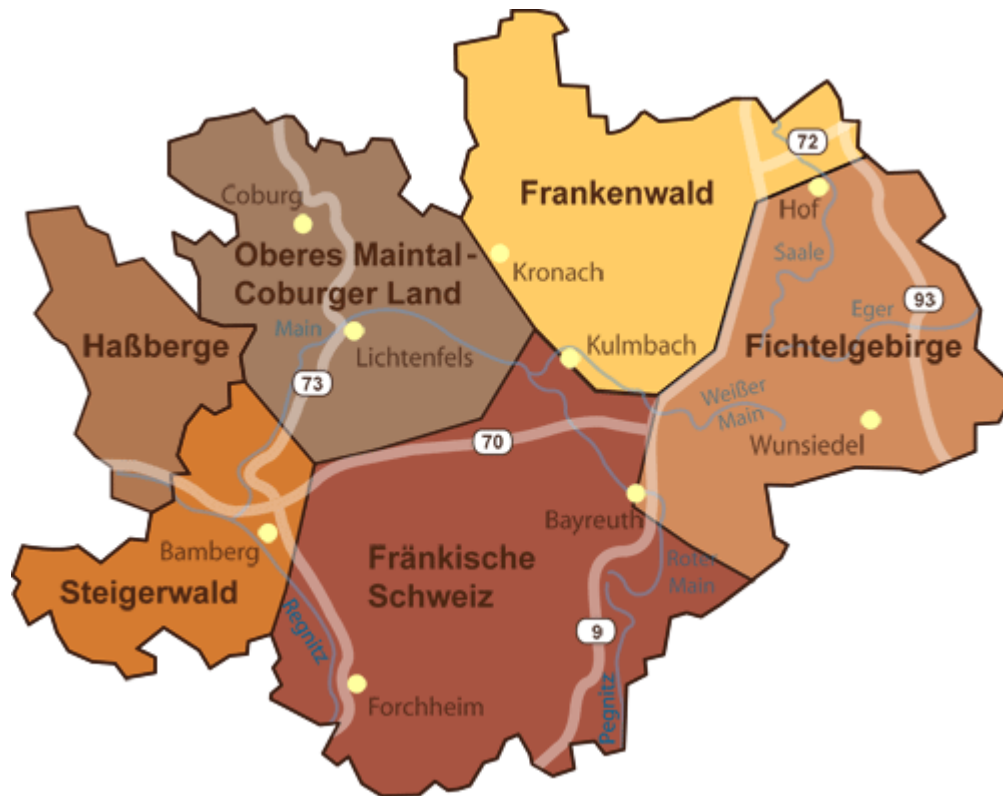 72
Frankenwald
Coburg
Hof
Oberes Maintal-
Coburger Land
Kronach
Saale
93
Eger
Main
Haßberge
Lichtenfels
Kulmbach
Fichtelgebirge
73
Weißer
Main
Wunsiedel
70
Bayreuth
Bamberg
Fränkische
Schweiz
Roter
Main
Steigerwald
Regnitz
9
Pegnitz
Forchheim